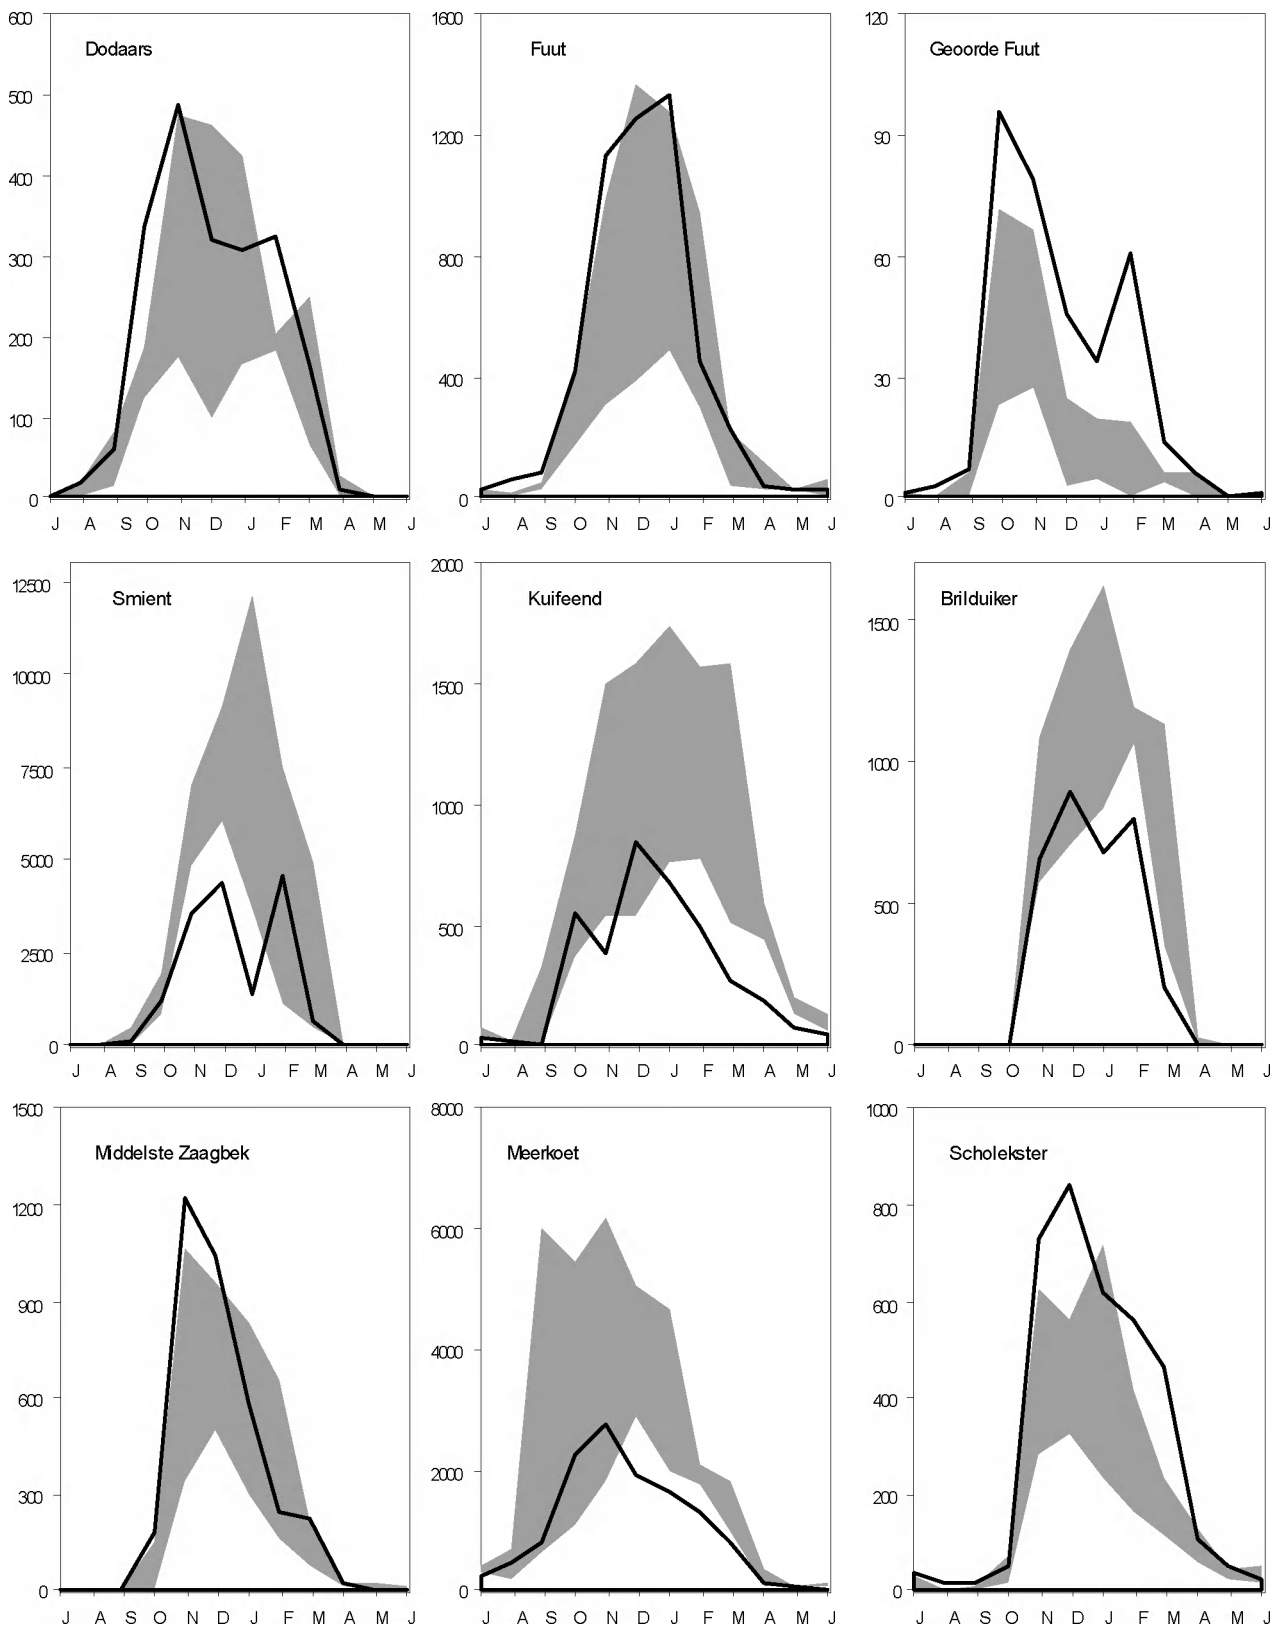 Dodaars
600
500
400
300
200
100
0
J A S O N D J F M A M J
Fuut
1600
1200
800
400
0
J A S O N D J F M A M J
Geoorde Fuut
120
90
60
30
0
J A S O N D J F M A M J
Smient
12500
10000
7500
5000
2500
0
J A S O N D J F M A M J
Kuifeend
2000
1500
1000
500
0
J A S O N D J F M A M J
Brilduiker
1500
1000
500
0
J A S O N D J F M A M J
Middelste Zaagbek
1500
1200
900
600
300
0
J A S O N D J F M A M J
Meerkoet
8000
6000
4000
2000
0
J A S O N D J F M A M J
Scholekster
1000
800
600
400
200
0
J A S O N D J F M A M J